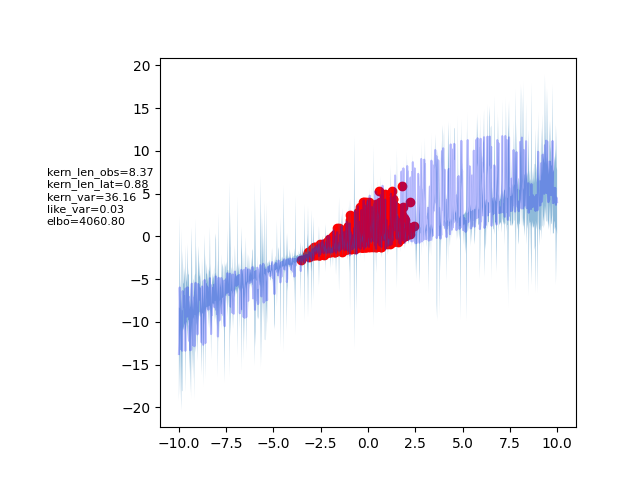 20
15
10
5
0
−5
−10
−15
−20
kern_len_obs=8.37
kern_len_lat=0.88
kern_var=36.16
like_var=0.03
elbo=4060.80
−10.0 −7.5 −5.0 −2.5 0.0 2.5 5.0 7.5 10.0